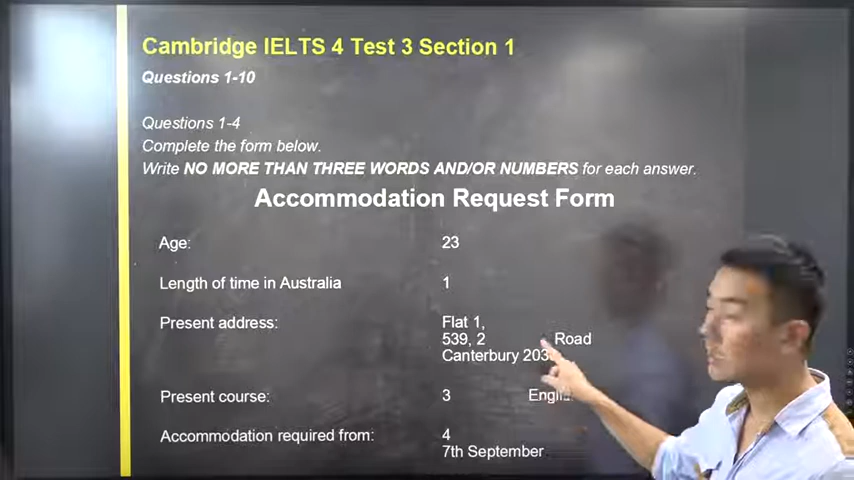 Cambridge IELTS 4 Test 3 Section 1
Questions 1-10
Questions 1-4
Complete the form below.
Write NO MORE THAN THREE WORDS AND/OR NUMBERS for each answer.
Accommodation Request Form
Age: 23
Length of time in Australia 1
Present address: Flat 1,
539, 2 Road
Canterbury
Present course: 3
Accommodation required from: 4
7th September